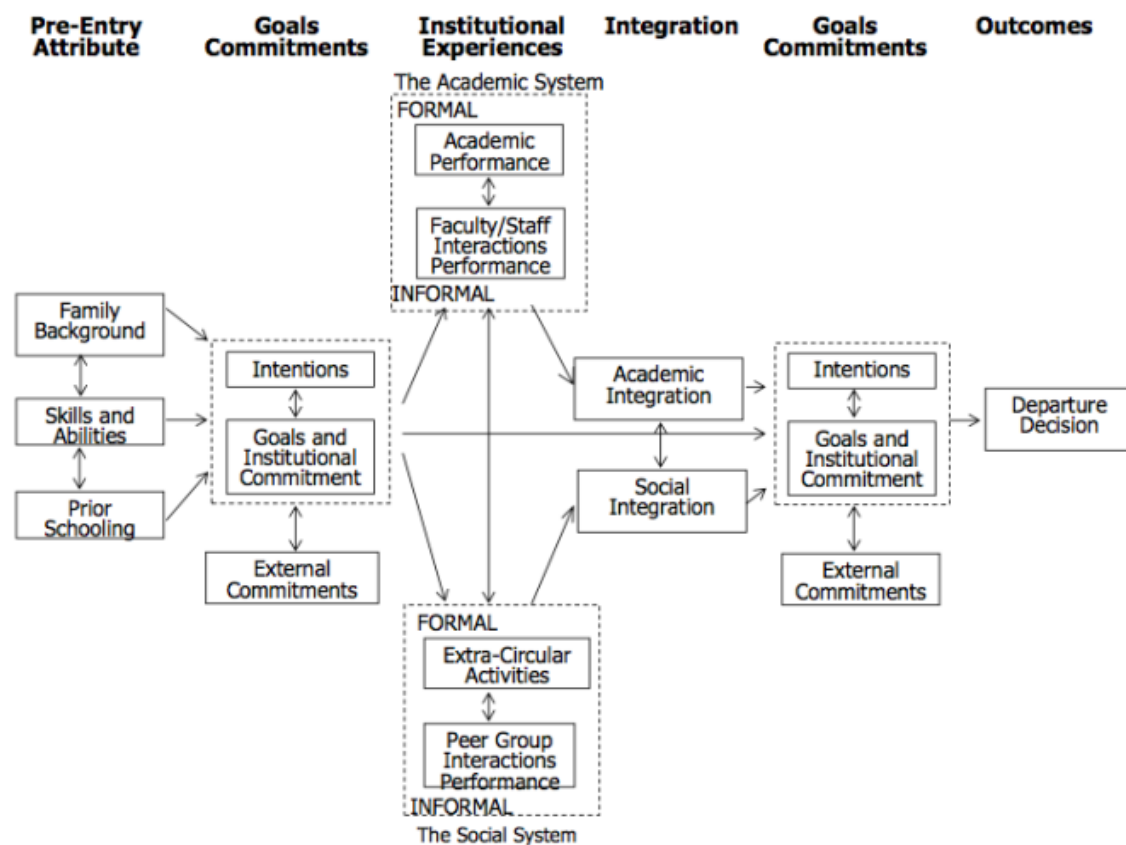 Pre-Entry
Attribute
Goals
Commitments
Institutional
Experiences
Integration
Goals
Commitments
Outcomes
The Academic System
FORMAL
Academic
Performance
Faculty/Staff
Interactions
Performance
INFORMAL
Family
Background
Skills and
Abilities
Prior
Schooling
Intentions
Goals and
Institutional
Commitment
External
Commitments
Academic
Integration
Social
Integration
Intentions
Goals and
Institutional
Commitment
External
Commitments
Departure
Decision
FORMAL
Extra-Circular
Activities
Peer Group
Interactions
Performance
INFORMAL
The Social System